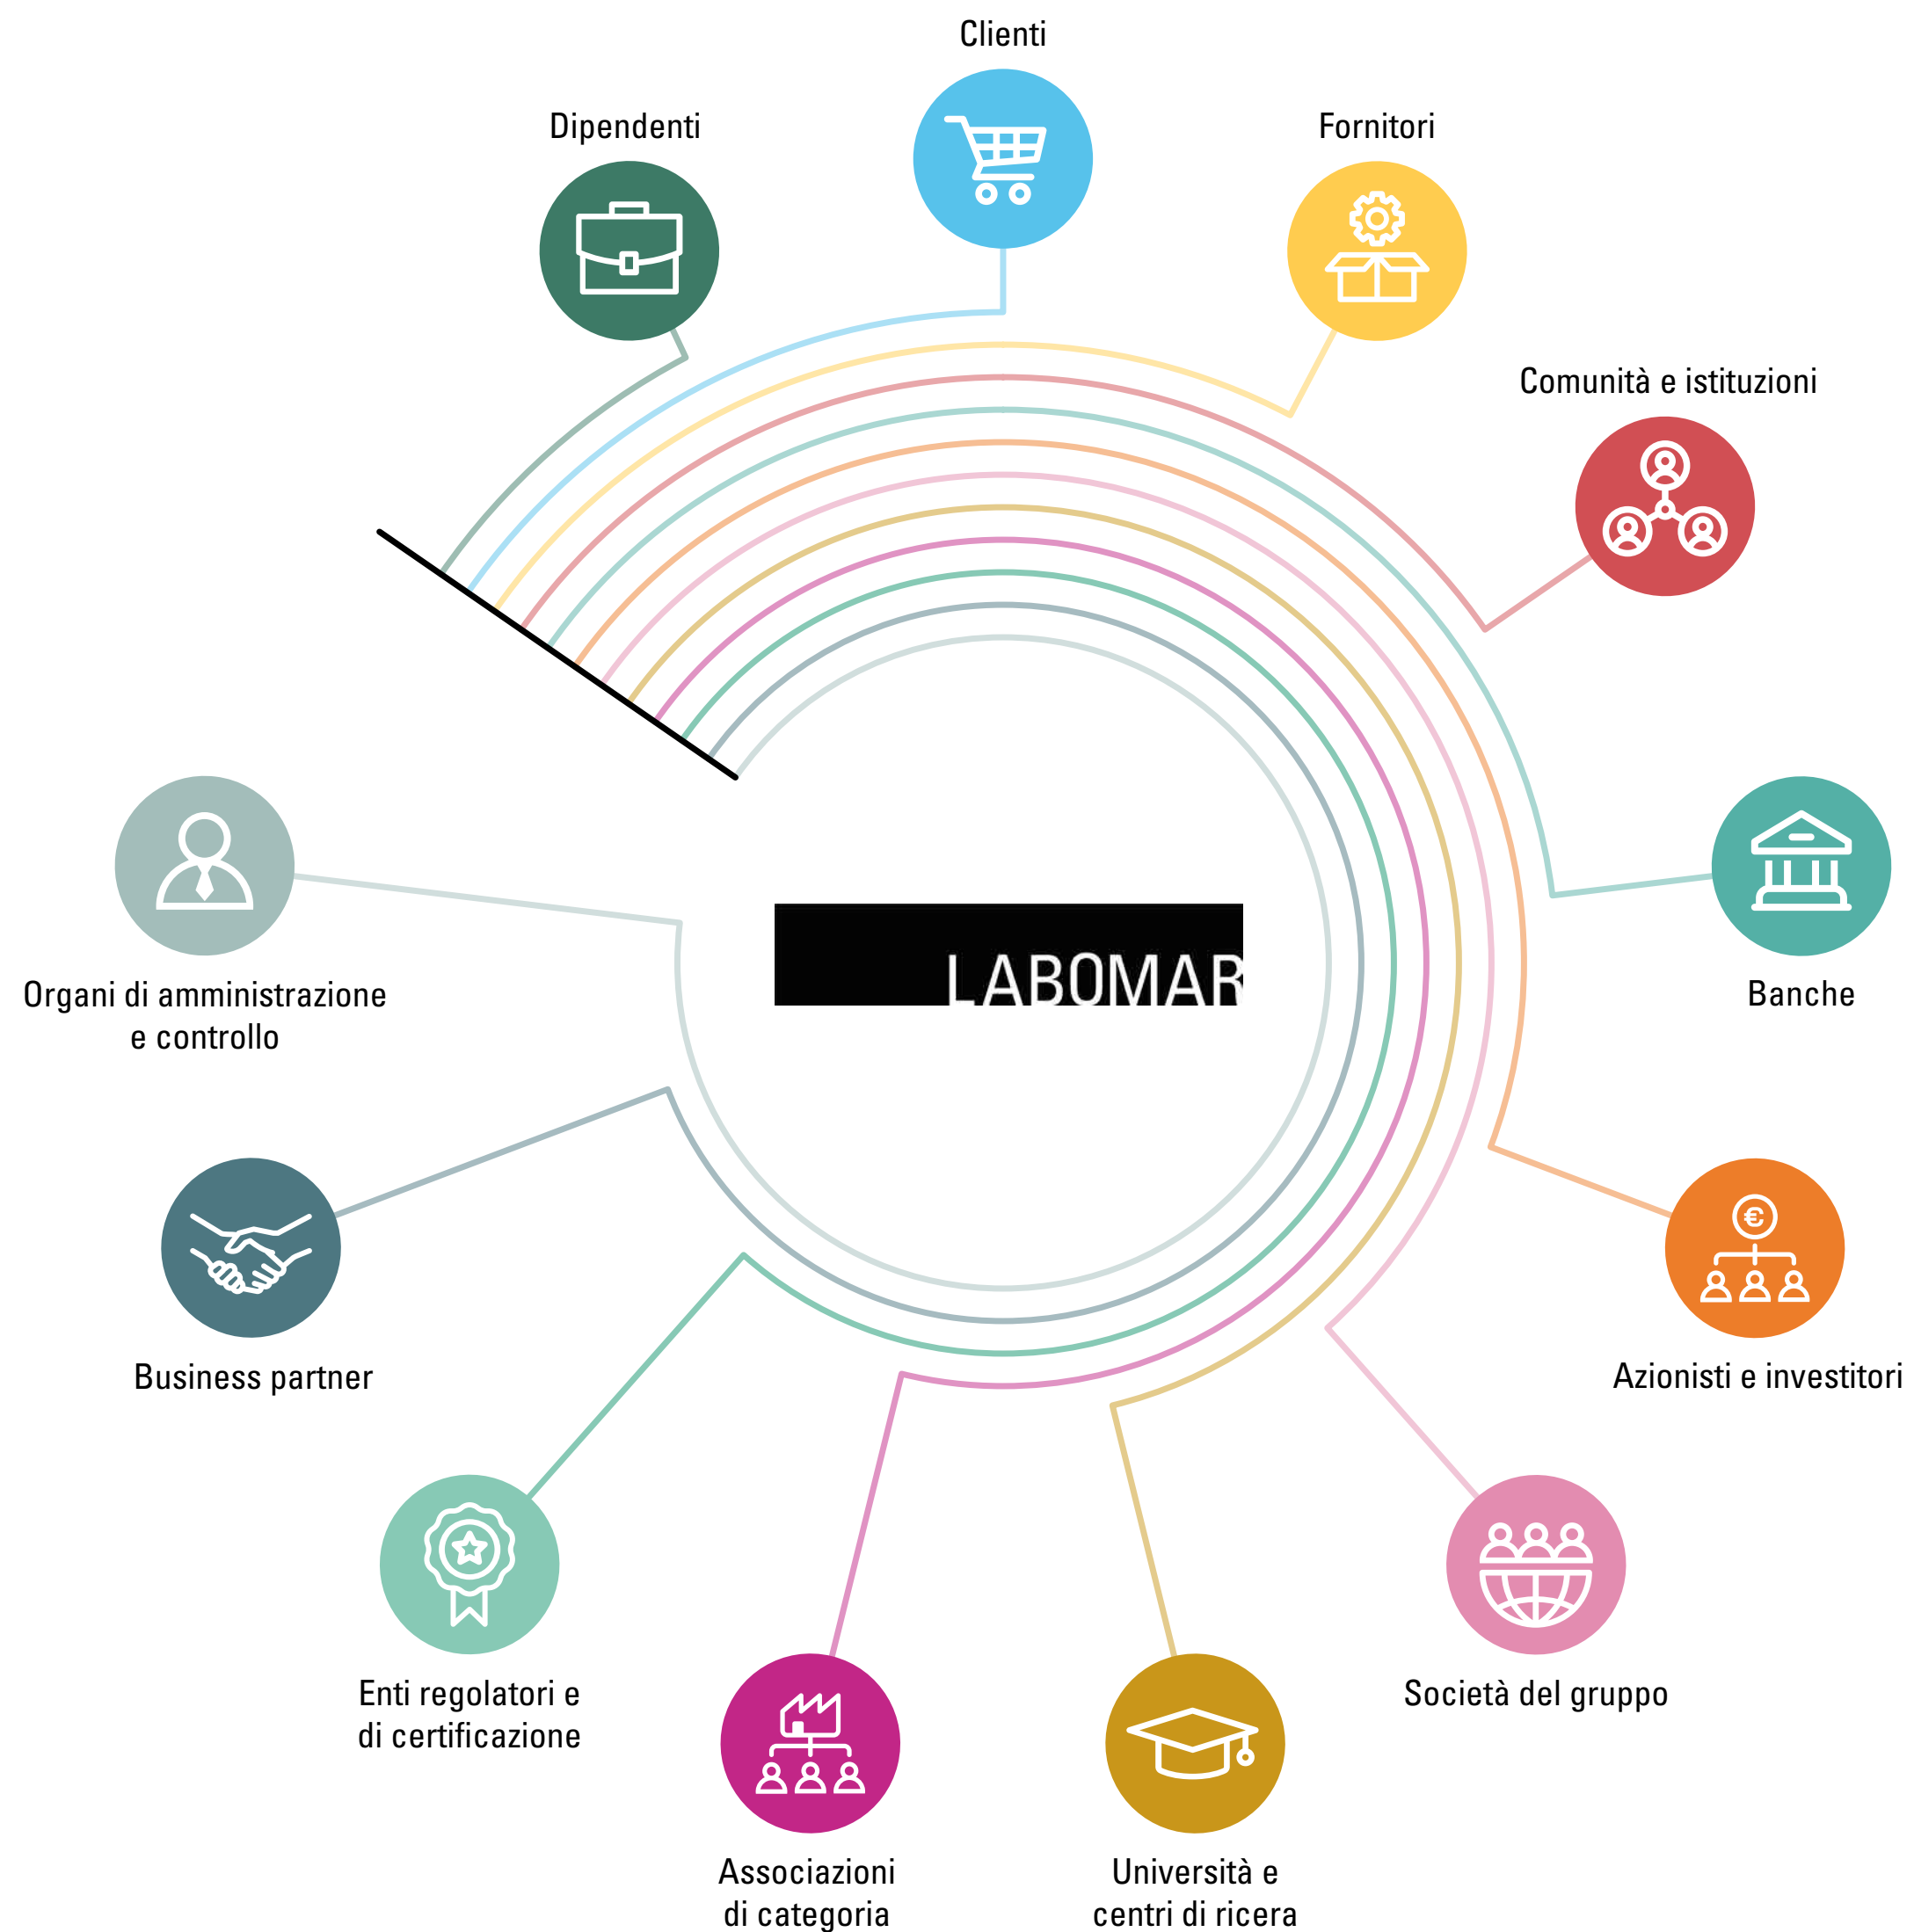 Clienti
Dipendenti
Fornitori
Comunità e istituzioni
Banche
Azionisti e investitori
Società del gruppo
Università e
centri di ricera
Associazioni
di categoria
Enti regolatori e
di certificazione
Business partner
Organi di amministrazione
e controllo
LABOMAR
€